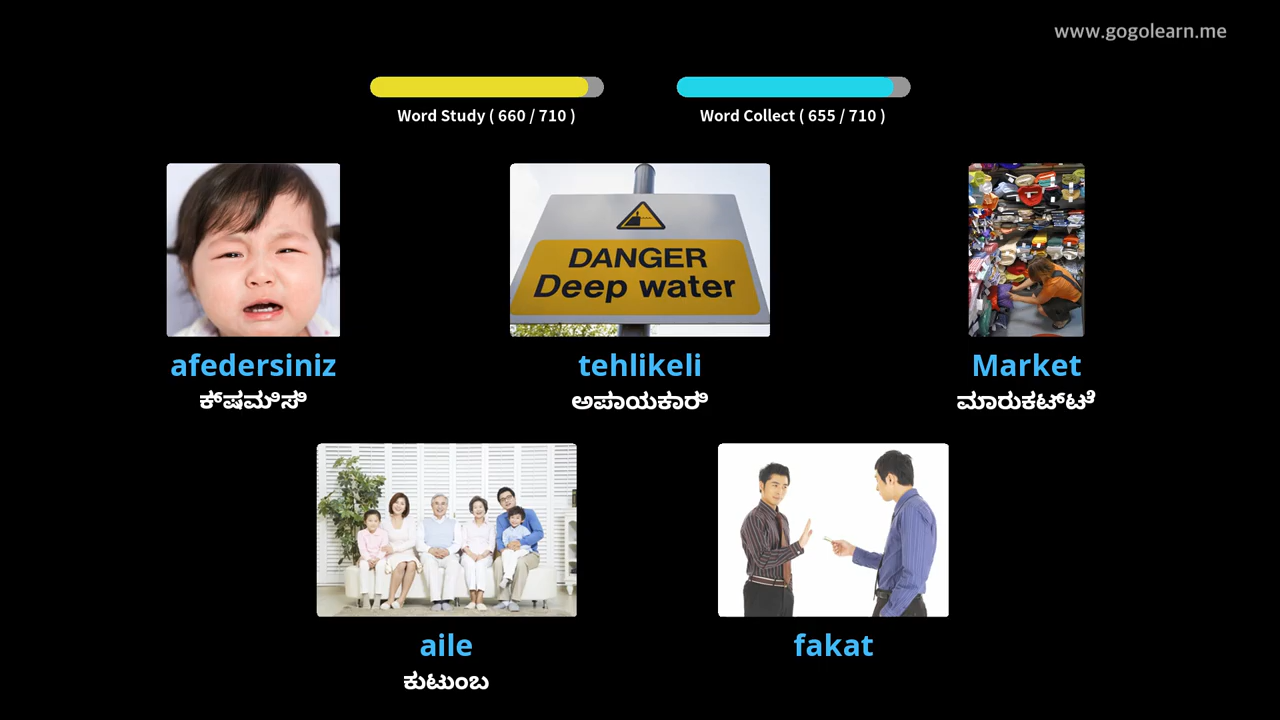 www.gogolearn.me
Word Study ( 660 / 710 )
Word Collect ( 655 / 710 )
DANGER
Deep water
afedersiniz
ಕ್ಷಮಿಸಿ
tehlikeli
ಅಪಾಯಕಾರಿ
Market
ಮಾರುಕಟ್ಟೆ
aile
ಕುಟುಂಬ
fakat